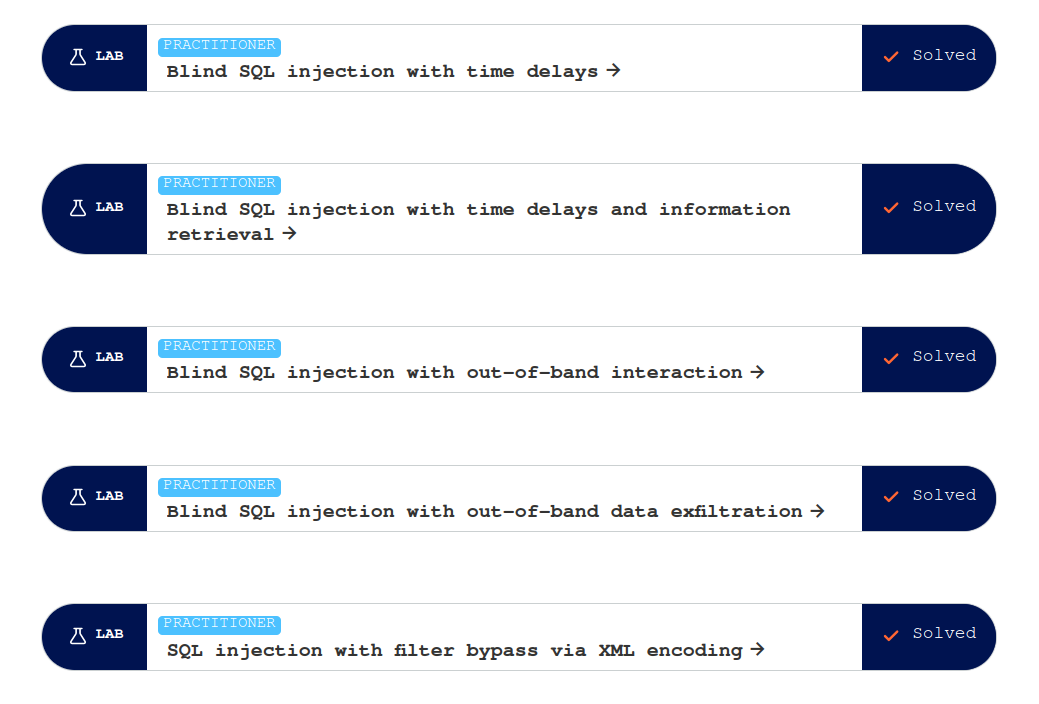 PRACTITIONER
LAB
Blind SQL injection with time delays →
Solved
PRACTITIONER
LAB
Blind SQL injection with time delays and information
retrieval →
Solved
PRACTITIONER
LAB
Blind SQL injection with out-of-band interaction →
Solved
PRACTITIONER
LAB
Blind SQL injection with out-of-band data exfiltration →
Solved
PRACTITIONER
LAB
SQL injection with filter bypass via XML encoding →
Solved